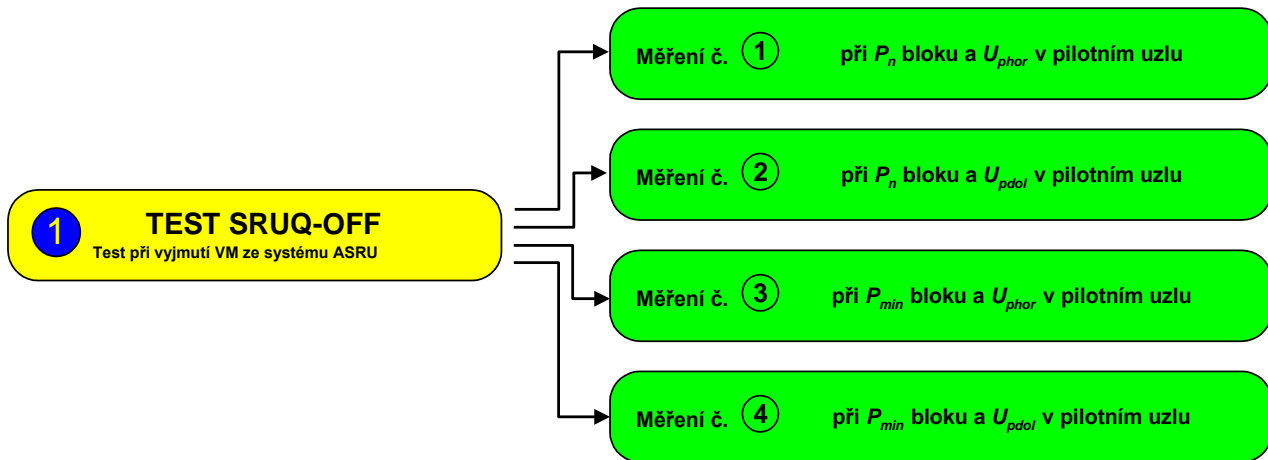 Měření č. 1 při Pn bloku a Uphor v pilotním uzlu
Měření č. 2 při Pn bloku a Updol v pilotním uzlu
1 TEST SRUQ-OFF
Test při vyjmutí VM ze systému ASRU
Měření č. 3 při Pmin bloku a Uphor v pilotním uzlu
Měření č. 4 při Pmin bloku a Updol v pilotním uzlu